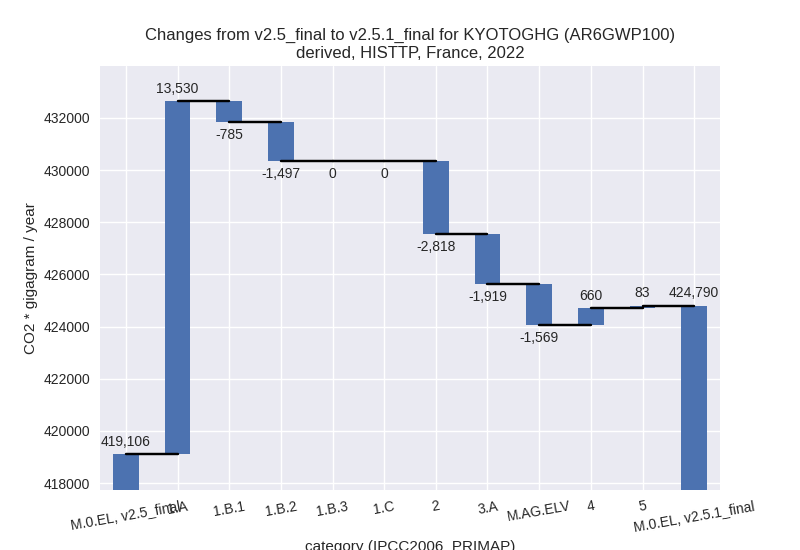 Changes from v2.5_final to v2.5.1_final for KYOTOGHG (AR6GWP100)
derived, HISTTP, France, 2022
CO2 * gigagram / year
432000
430000
428000
426000
424000
422000
420000
418000
419,106
13,530
-785
-1,497
0
0
-2,818
-1,919
-1,569
660
83
424,790
M.0.EL, v2.5_final
1.A
1.B.1
1.B.2
1.B.3
1.C
2
3.A
M.AG.ELV
4
5
M.0.EL, v2.5.1_final
category (IPCC2006_PRIMAP)